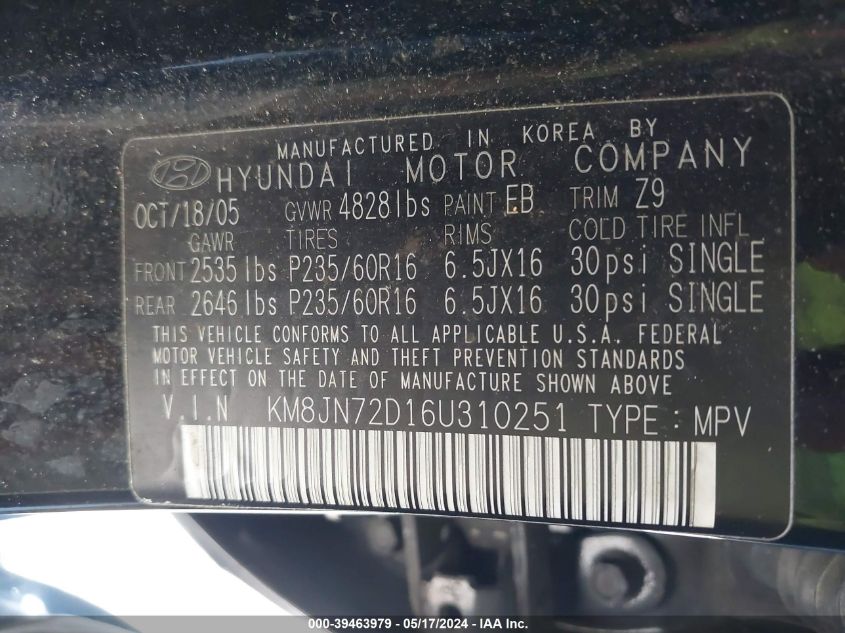 MANUFACTURED IN KOREA BY
HYUNDAI MOTOR COMPANY
OCT/18/05 GVWR 4828lbs PAINT EB TRIM Z9
GAWR TIRES RIMS COLD TIRE INFL
FRONT 2535lbs P235/60R16 6.5JX16 30psi SINGLE
REAR 2646lbs P235/60R16 6.5JX16 30psi SINGLE
THIS VEHICLE CONFORMS TO ALL APPLICABLE U.S.A. FEDERAL
MOTOR VEHICLE SAFETY AND THEFT PREVENTION STANDARDS
IN EFFECT ON THE DATE OF MANUFACTURE SHOWN ABOVE
V.I.N KM8JN72D16U310251 TYPE : MPV
000 - 39463979 - 05/17/2024 - IAA Inc.